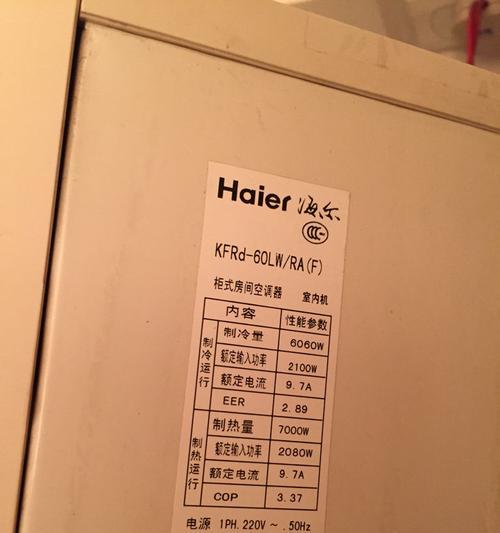 Haier 海尔
CCC
KFRd-60LW/RA(F)
柜式房间空调器 室内机
内容 性能参数
制冷运行
制冷量 6060W
额定输入功率 2100W
额定电流 9.7A
EER 2.89
制热运行
制热量 7000W
额定输入功率 2080W
额定电流 9.7A
COP 3.37
电源 1PH.220V～.50Hz